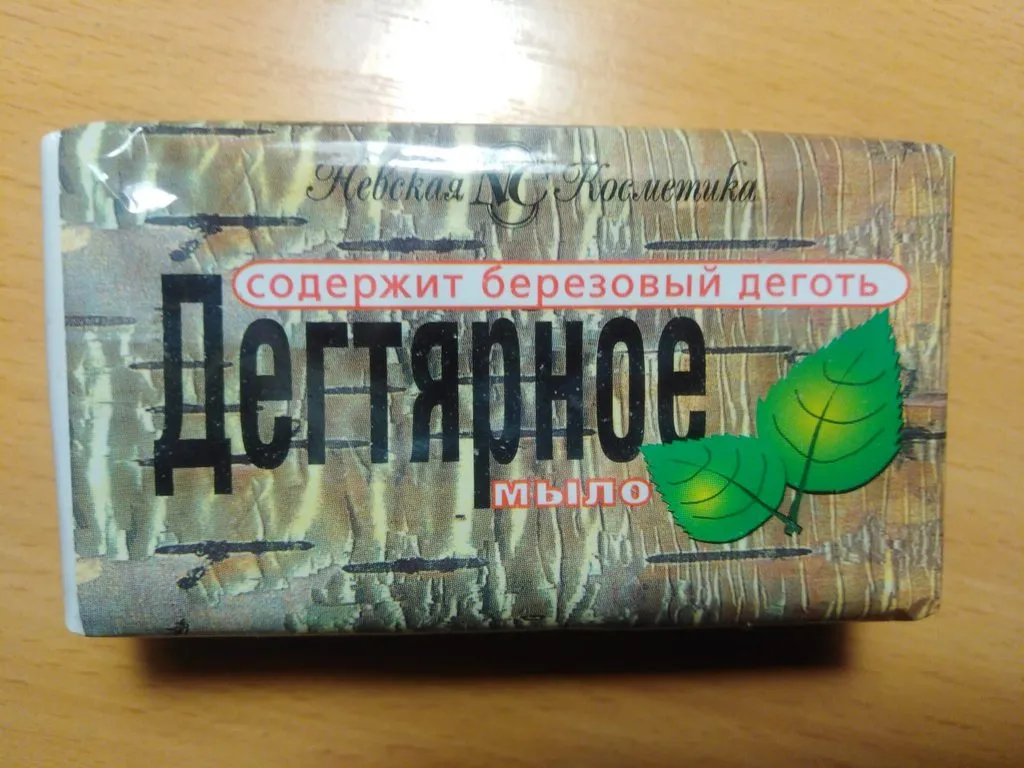 Невская NC Косметика
содержит березовый деготь
Дегтярное
мыло